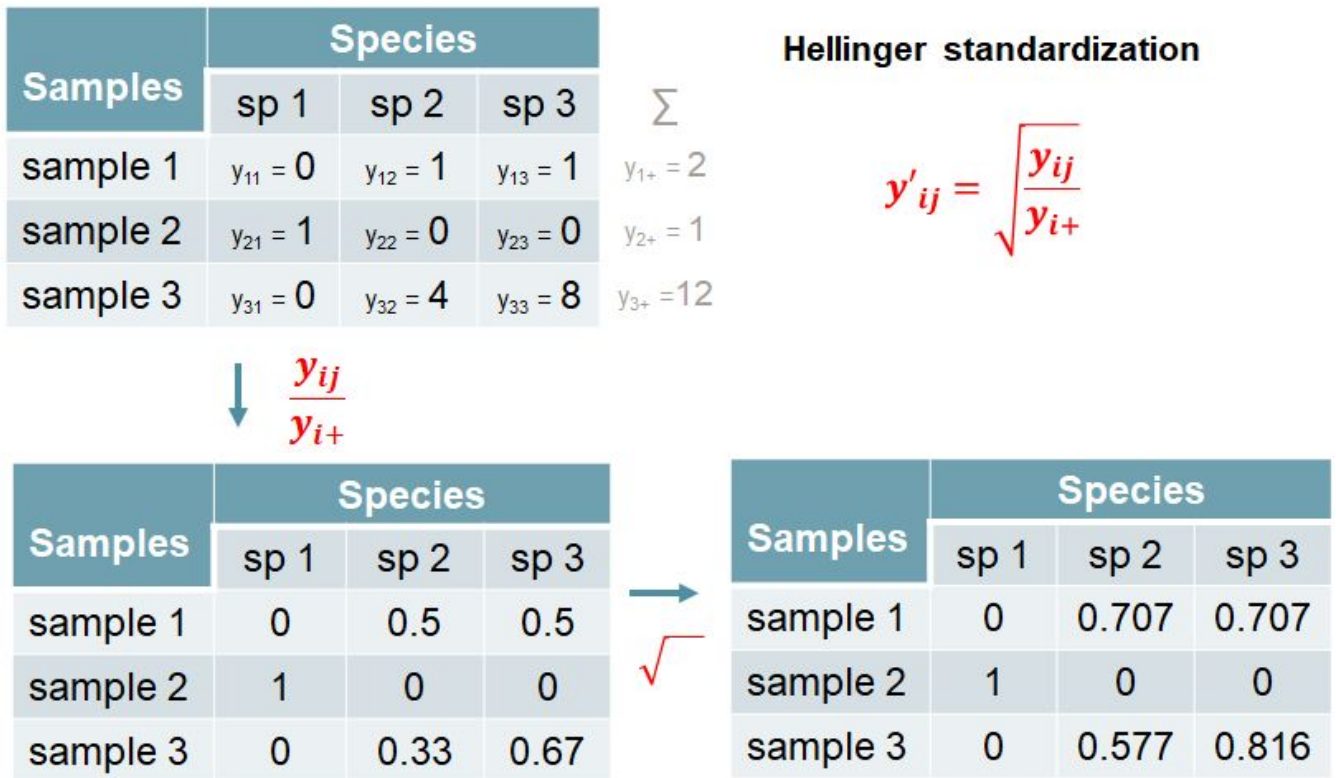 Species
Hellinger standardization
Samples
sp 1 sp 2 sp 3 ∑
sample 1 y₁₁ = 0 y₁₂ = 1 y₁₃ = 1 y₁₊ = 2
sample 2 y₂₁ = 1 y₂₂ = 0 y₂₃ = 0 y₂₊ = 1
sample 3 y₃₁ = 0 y₃₂ = 4 y₃₃ = 8 y₃₊ =12
y'ᵢⱼ = √(yᵢⱼ / yᵢ₊)
yᵢⱼ / yᵢ₊
Species
Samples
sp 1 sp 2 sp 3
sample 1 0 0.5 0.5
sample 2 1 0 0
sample 3 0 0.33 0.67
√
Species
Samples
sp 1 sp 2 sp 3
sample 1 0 0.707 0.707
sample 2 1 0 0
sample 3 0 0.577 0.816